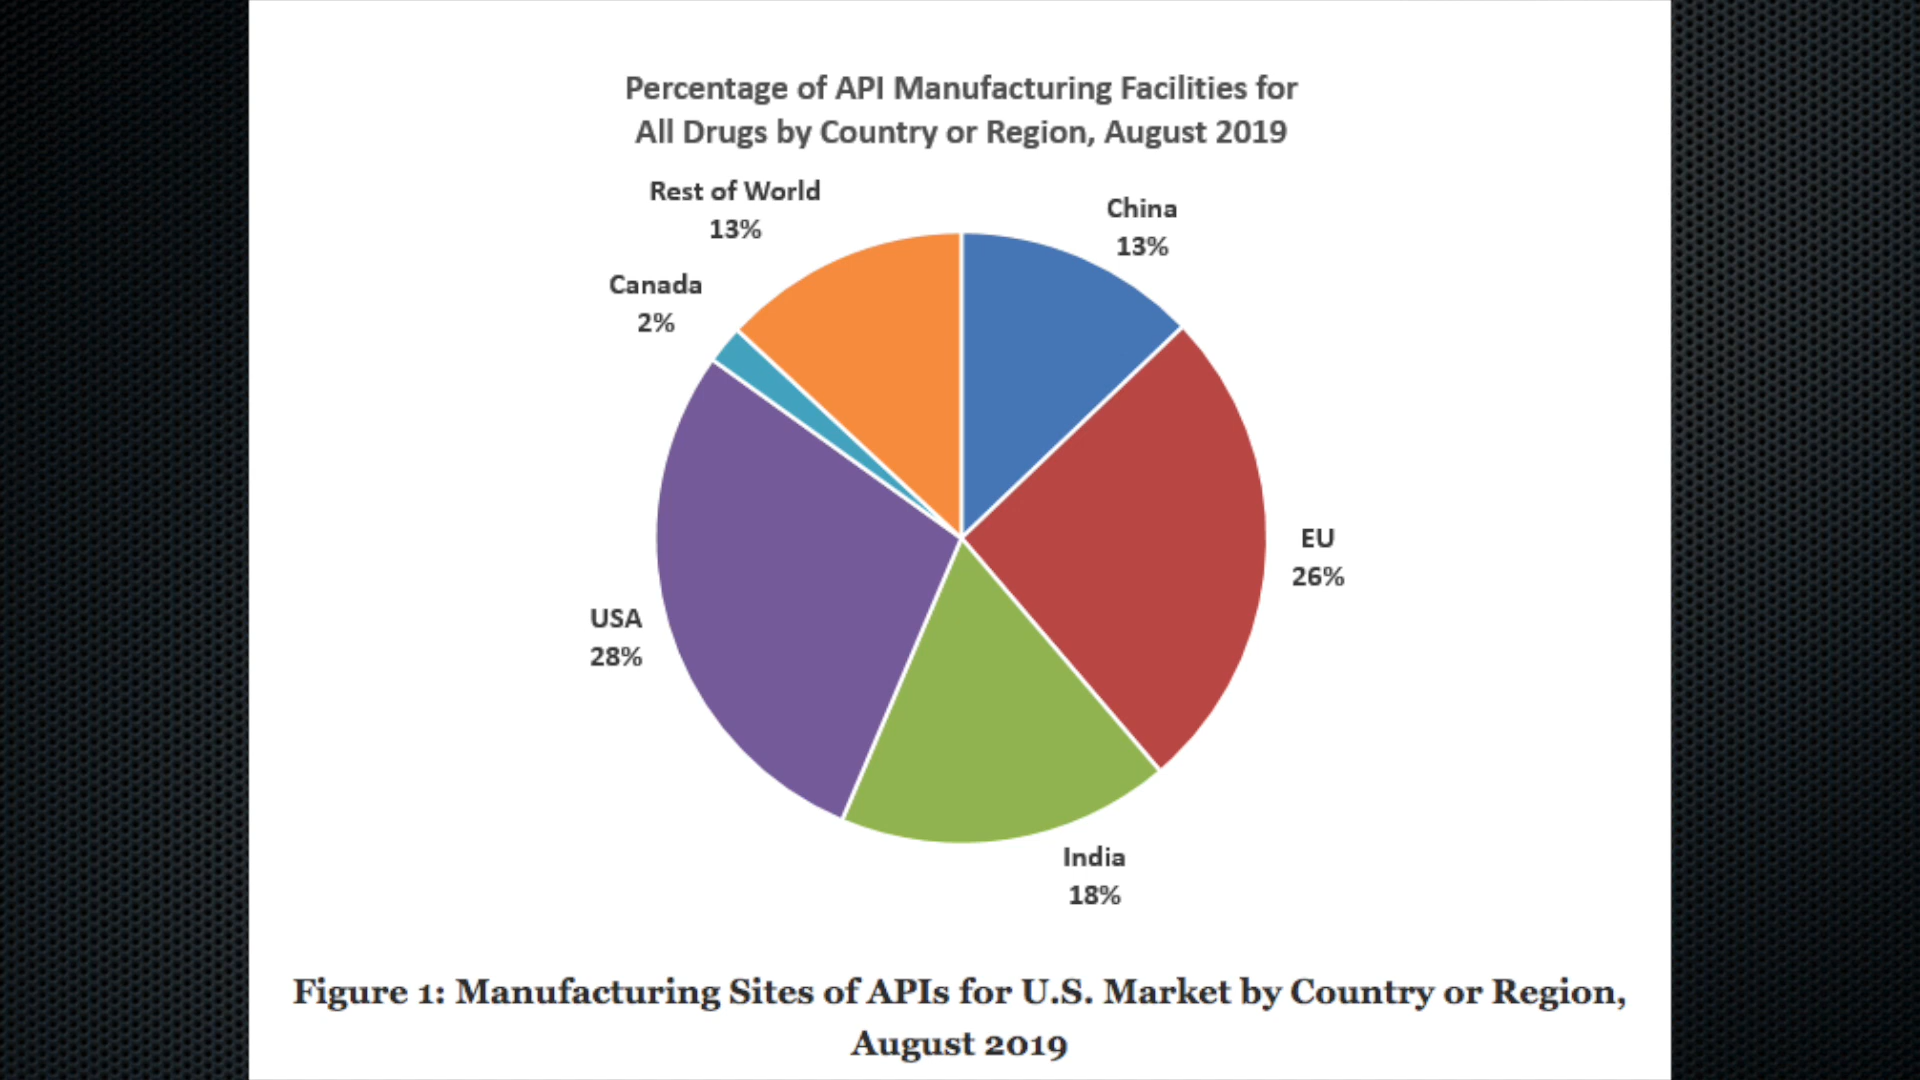 Percentage of API Manufacturing Facilities for
All Drugs by Country or Region, August 2019
Rest of World
13%
China
13%
Canada
2%
EU
26%
USA
28%
India
18%
Figure 1: Manufacturing Sites of APIs for U.S. Market by Country or Region,
August 2019